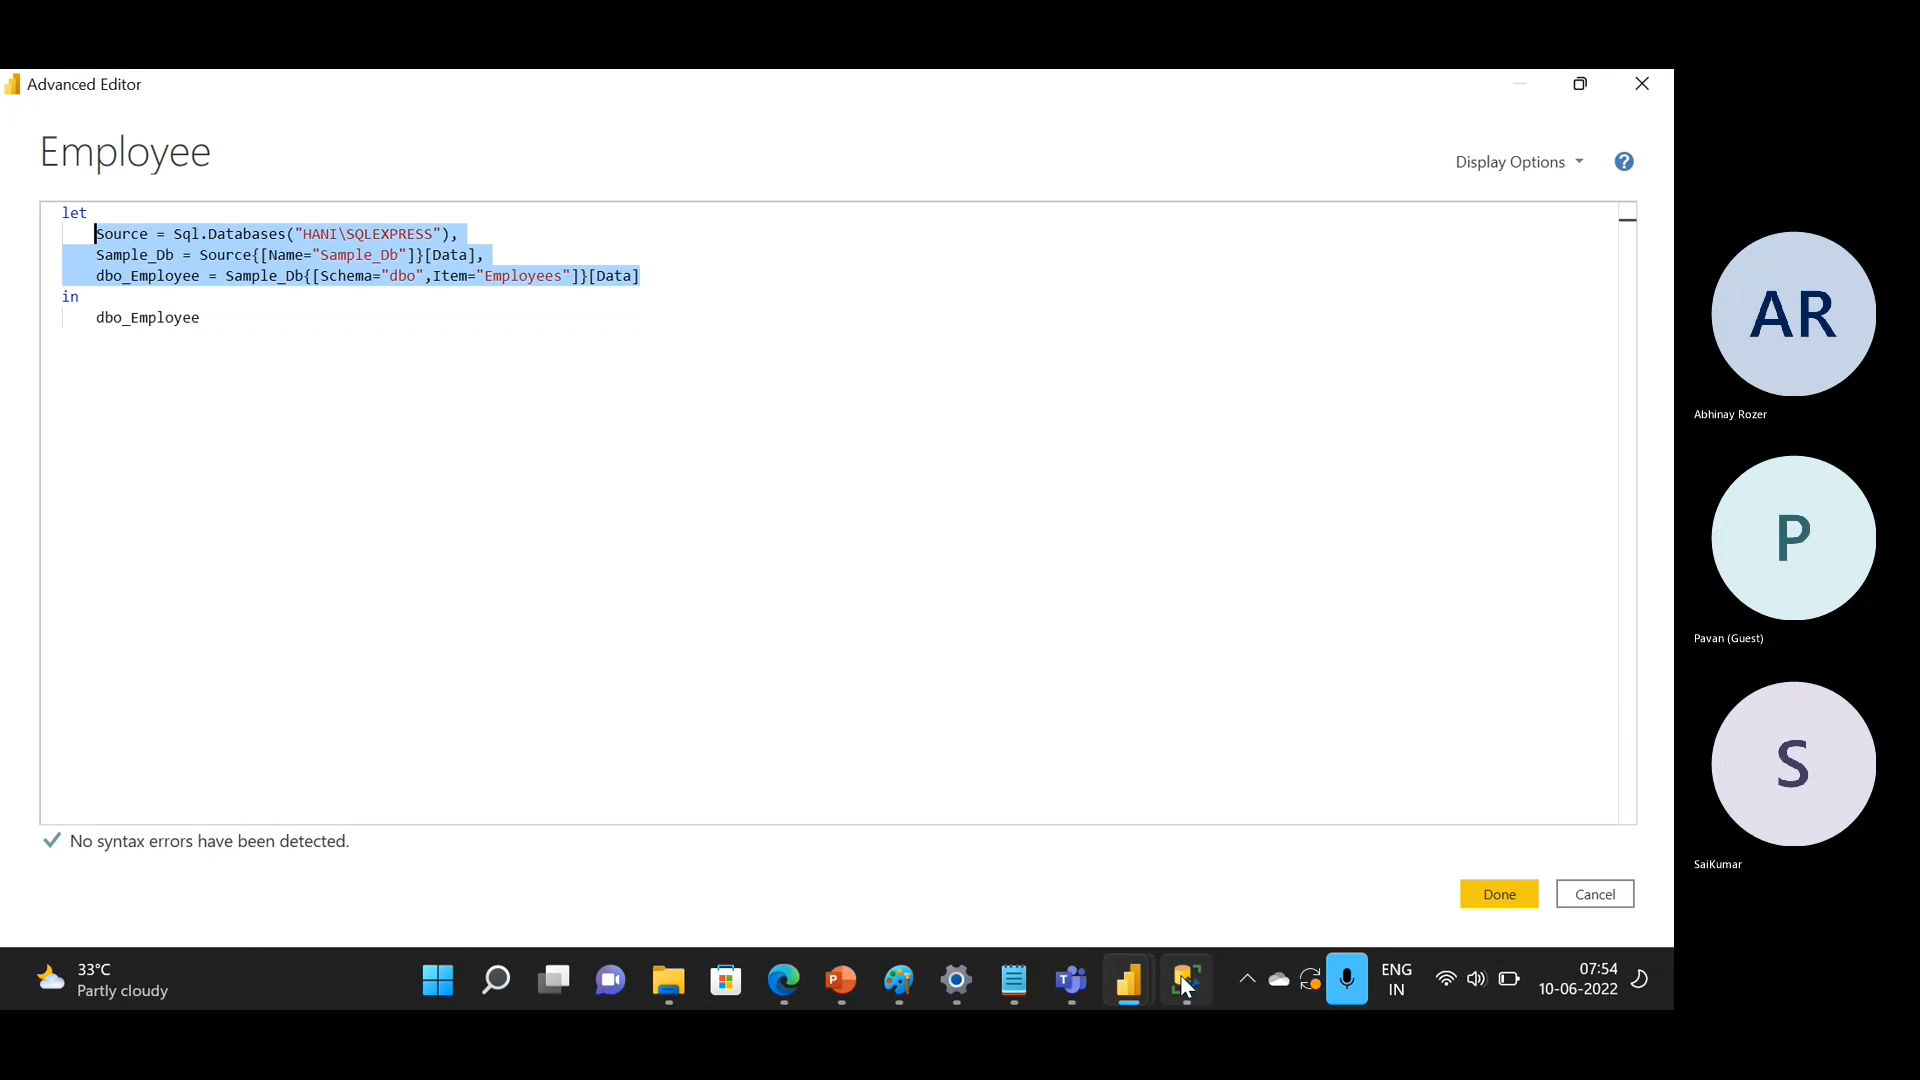 Advanced Editor
Employee
Display Options
?
let
Source = Sql.Databases("HANI\SQLEXPRESS"),
Sample_Db = Source{[Name="Sample_Db"]}[Data],
dbo_Employee = Sample_Db{[Schema="dbo",Item="Employees"]}[Data]
in
dbo_Employee
No syntax errors have been detected.
Done
Cancel
AR
Abhinay Rozer
P
Pavan (Guest)
S
SaiKumar
33°C
Partly cloudy
ENG
IN
07:54
10-06-2022